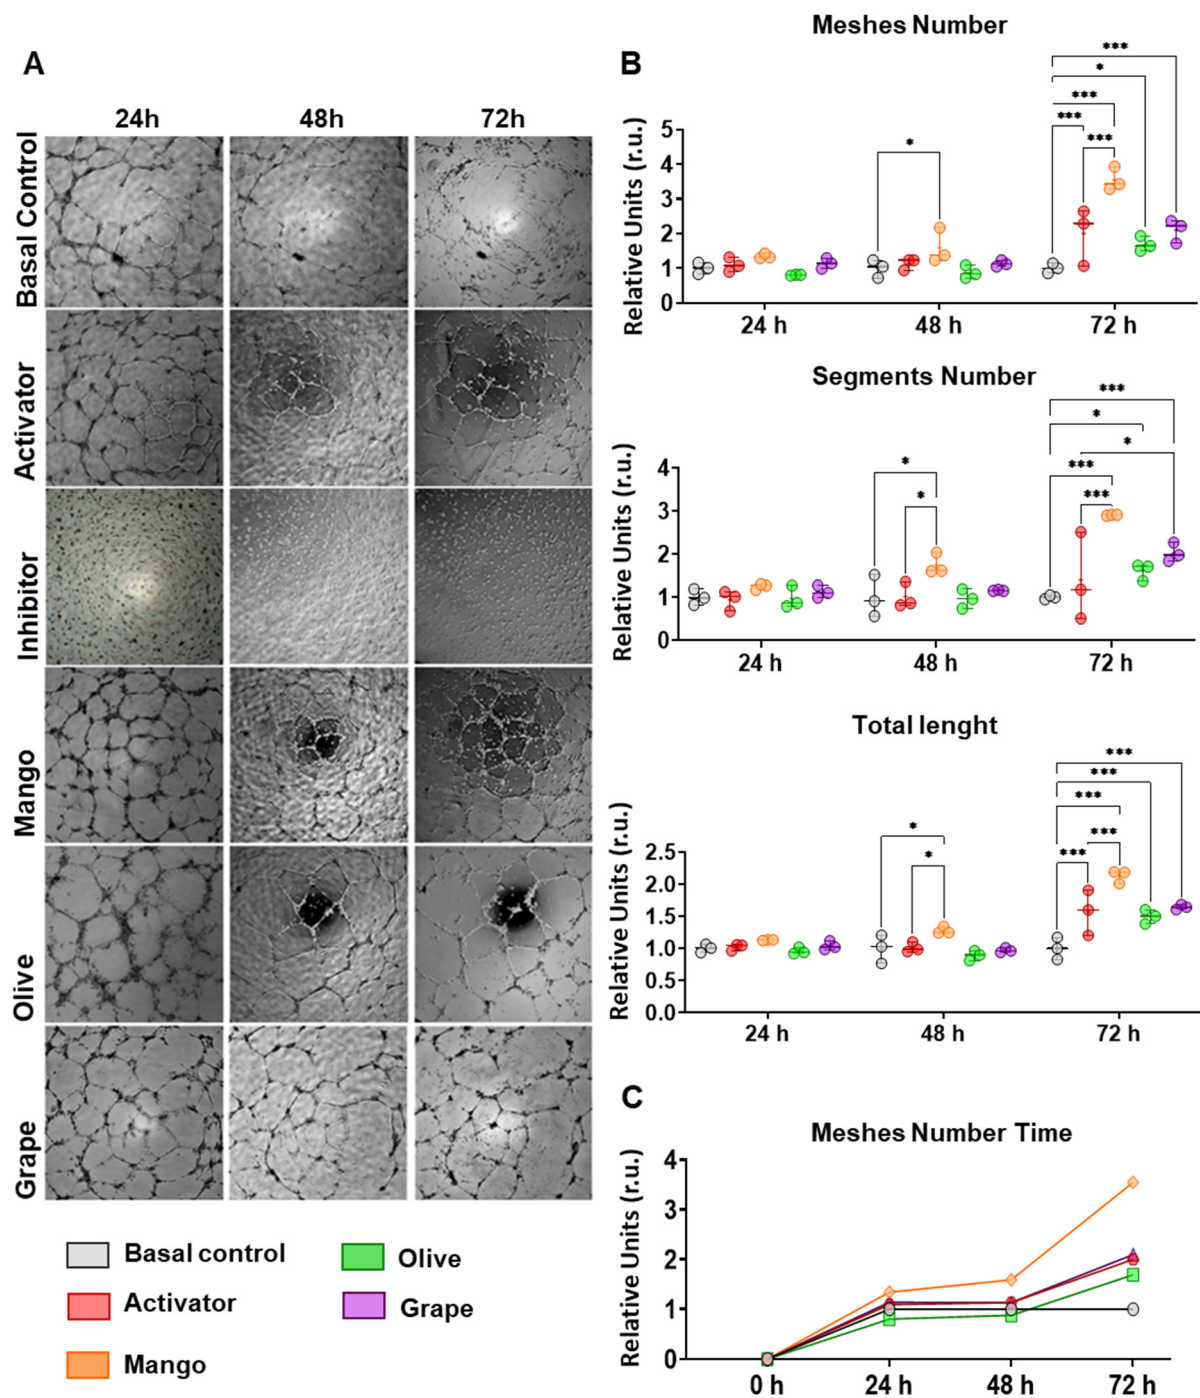 A
24h
48h
72h
Basal Control
Activator
Inhibitor
Mango
Olive
Grape
Basal control
Activator
Mango
Olive
Grape
B
Meshes Number
***
*
***
***
***
*
Relative Units (r.u.)
5
4
3
2
1
0
24 h
48 h
72 h
Segments Number
***
*
*
***
***
*
*
Relative Units (r.u.)
4
3
2
1
0
24 h
48 h
72 h
Total lenght
***
***
***
***
***
*
*
Relative Units (r.u.)
2.5
2.0
1.5
1.0
0.5
0.0
24 h
48 h
72 h
C
Meshes Number Time
Relative Units (r.u.)
4
3
2
1
0
0 h
24 h
48 h
72 h